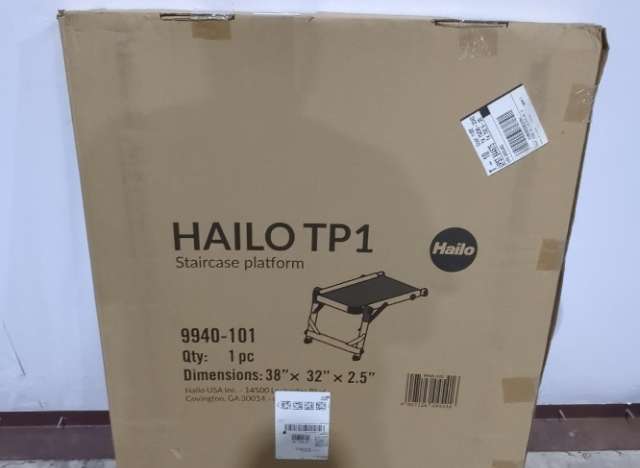 HAILO TP1
Staircase platform
Hailo
9940-101
Qty: 1 pc
Dimensions: 38" × 32" × 2.5"
Hailo USA Inc. - 14500
Covington, GA 30014 -